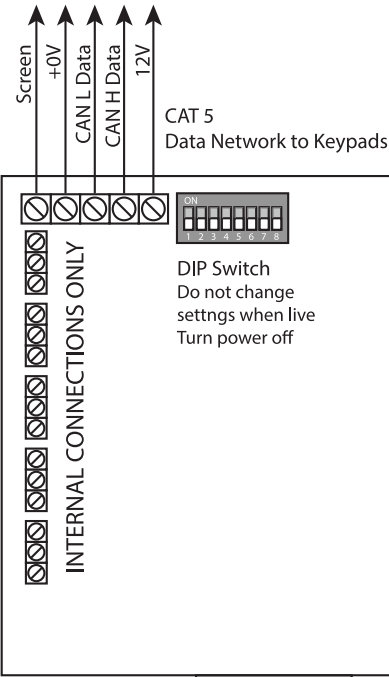 Screen
+0V
CAN L Data
CAN H Data
12V
CAT 5
Data Network to Keypads
ON
1 2 3 4 5 6 7 8
DIP Switch
Do not change
settngs when live
Turn power off
INTERNAL CONNECTIONS ONLY